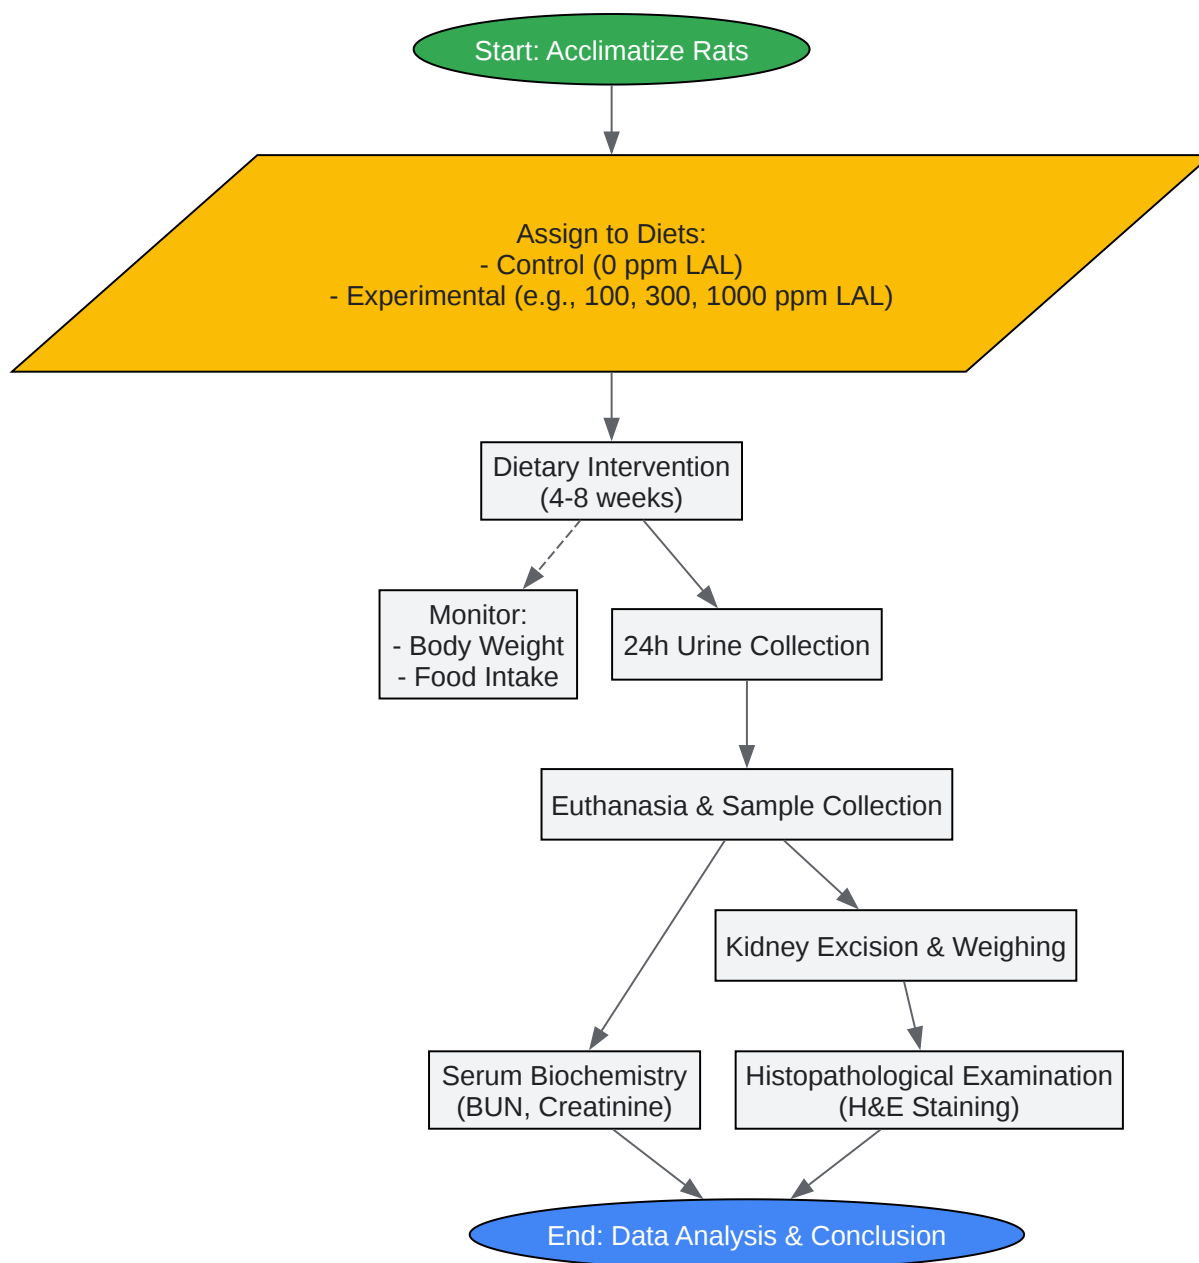 Start: Acclimatize Rats
Assign to Diets:
- Control (0 ppm LAL)
- Experimental (e.g., 100, 300, 1000 ppm LAL)
Dietary Intervention
(4-8 weeks)
Monitor:
- Body Weight
- Food Intake
24h Urine Collection
Euthanasia & Sample Collection
Kidney Excision & Weighing
Serum Biochemistry
(BUN, Creatinine)
Histopathological Examination
(H&E Staining)
End: Data Analysis & Conclusion